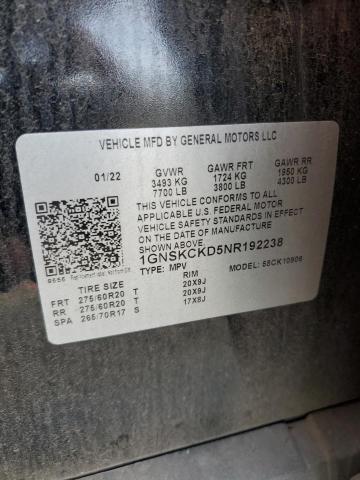 VEHICLE MFD BY GENERAL MOTORS LLC
01/22 GVWR GAWR FRT GAWR RR
3493 KG 1724 KG 1950 KG
7700 LB 3800 LB 4300 LB
THIS VEHICLE CONFORMS TO ALL
APPLICABLE U.S. FEDERAL MOTOR
VEHICLE SAFETY STANDARDS IN EFFECT
ON THE DATE OF MANUFACTURE
SHOWN ABOVE.
1GNSKCKD5NR192238
TYPE: MPV MODEL: 58CK10906
TIRE SIZE RIM
FRT 275/60R20 T 20X9J
RR 275/60R20 T 20X9J
SPA 265/70R17 S 17X8J